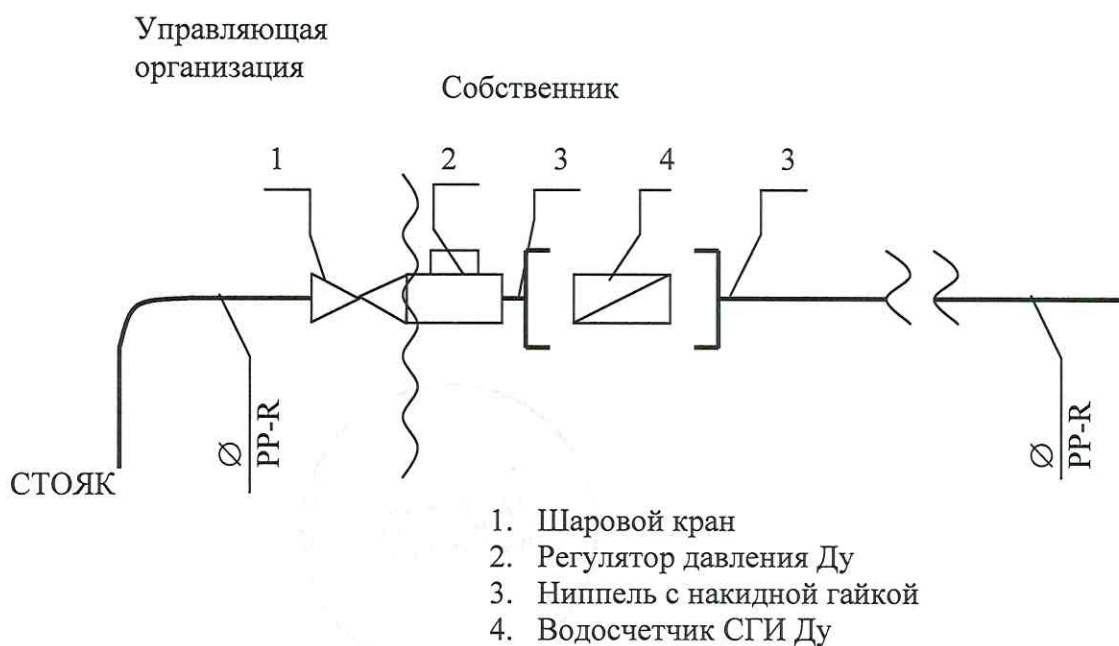 Управляющая
организация
Собственник
1
2
3
4
3
Ø
PP-R
Ø
PP-R
СТОЯК
1. Шаровой кран
2. Регулятор давления Ду
3. Ниппель с накидной гайкой
4. Водосчетчик СГИ Ду